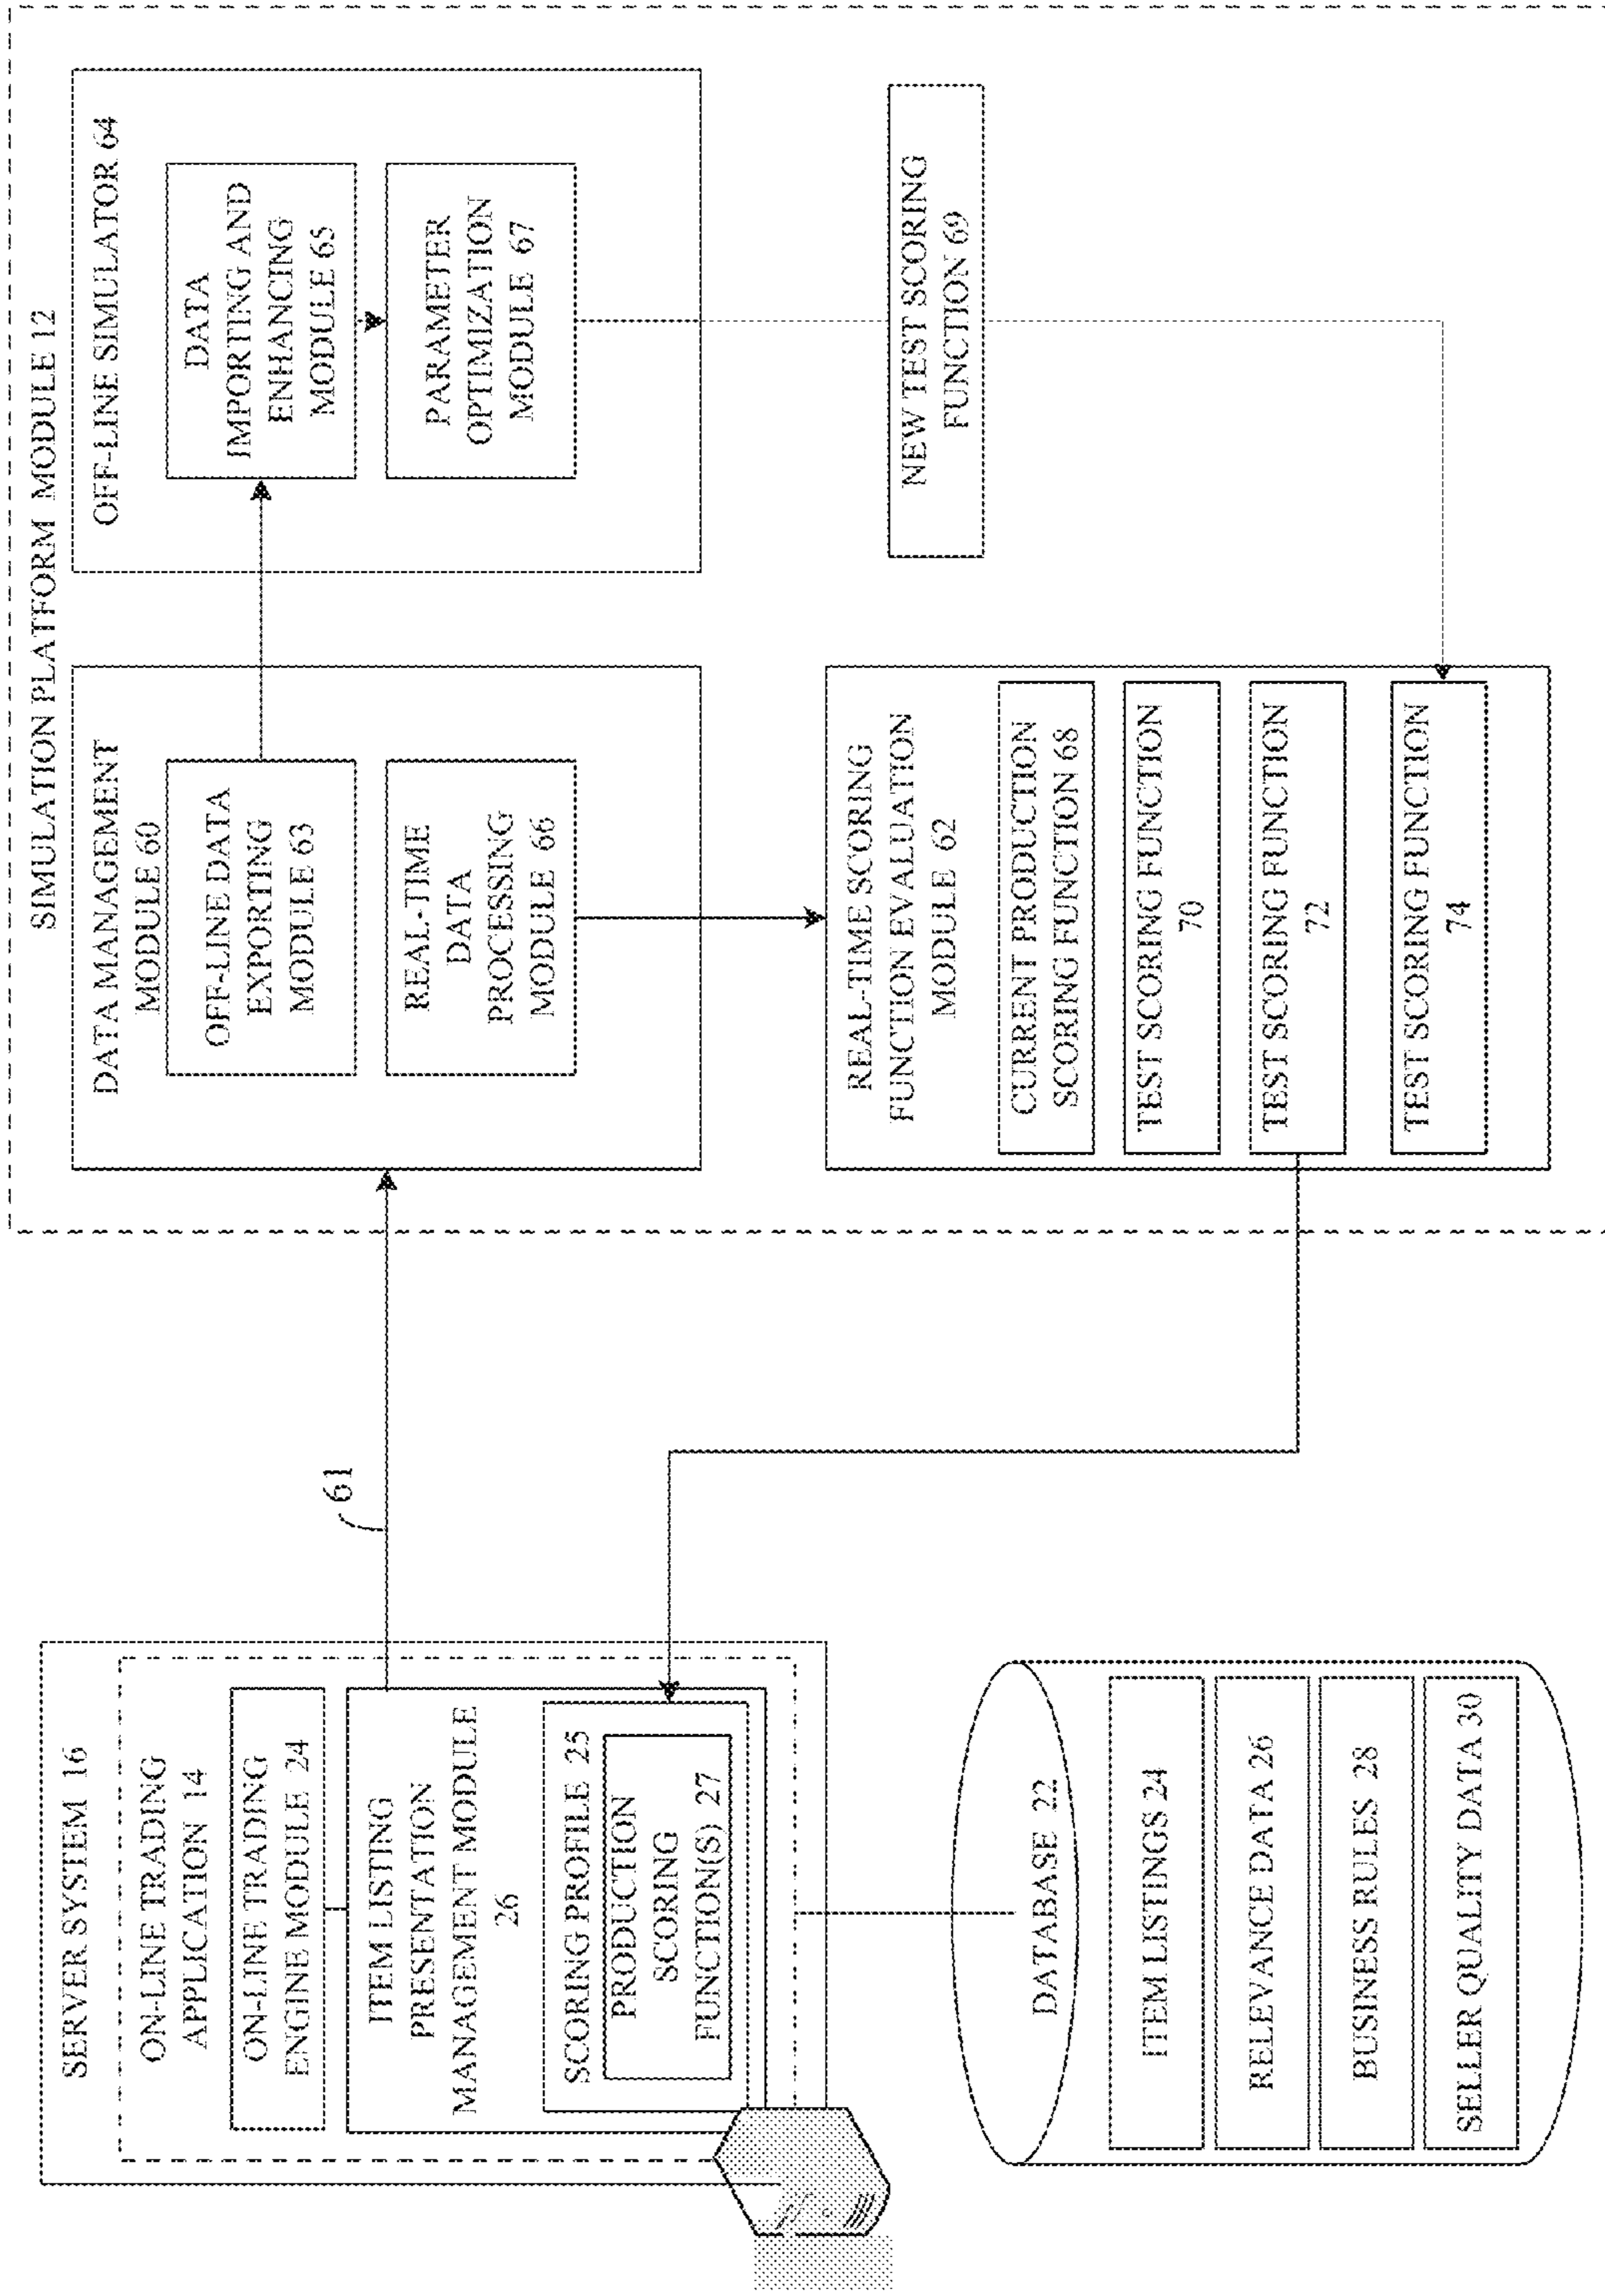 SERVER SYSTEM 16
ON-LINE TRADING
APPLICATION 14
ON-LINE TRADING
ENGINE MODULE 24
ITEM LISTING
PRESENTATION
MANAGEMENT MODULE
26
SCORING PROFILE 25
PRODUCTION
SCORING
FUNCTION(S) 27
DATABASE 22
ITEM LISTINGS 24
RELEVANCE DATA 26
BUSINESS RULES 28
SELLER QUALITY DATA 30
61
SIMULATION PLATFORM MODULE 12
DATA MANAGEMENT
MODULE 60
OFF-LINE DATA
EXPORTING
MODULE 63
REAL-TIME
DATA
PROCESSING
MODULE 66
REAL-TIME SCORING
FUNCTION EVALUATION
MODULE 62
CURRENT PRODUCTION
SCORING FUNCTION 68
TEST SCORING FUNCTION
70
TEST SCORING FUNCTION
72
TEST SCORING FUNCTION
74
OFF-LINE SIMULATOR 64
DATA
IMPORTING AND
ENHANCING
MODULE 65
PARAMETER
OPTIMIZATION
MODULE 67
NEW TEST SCORING
FUNCTION 69